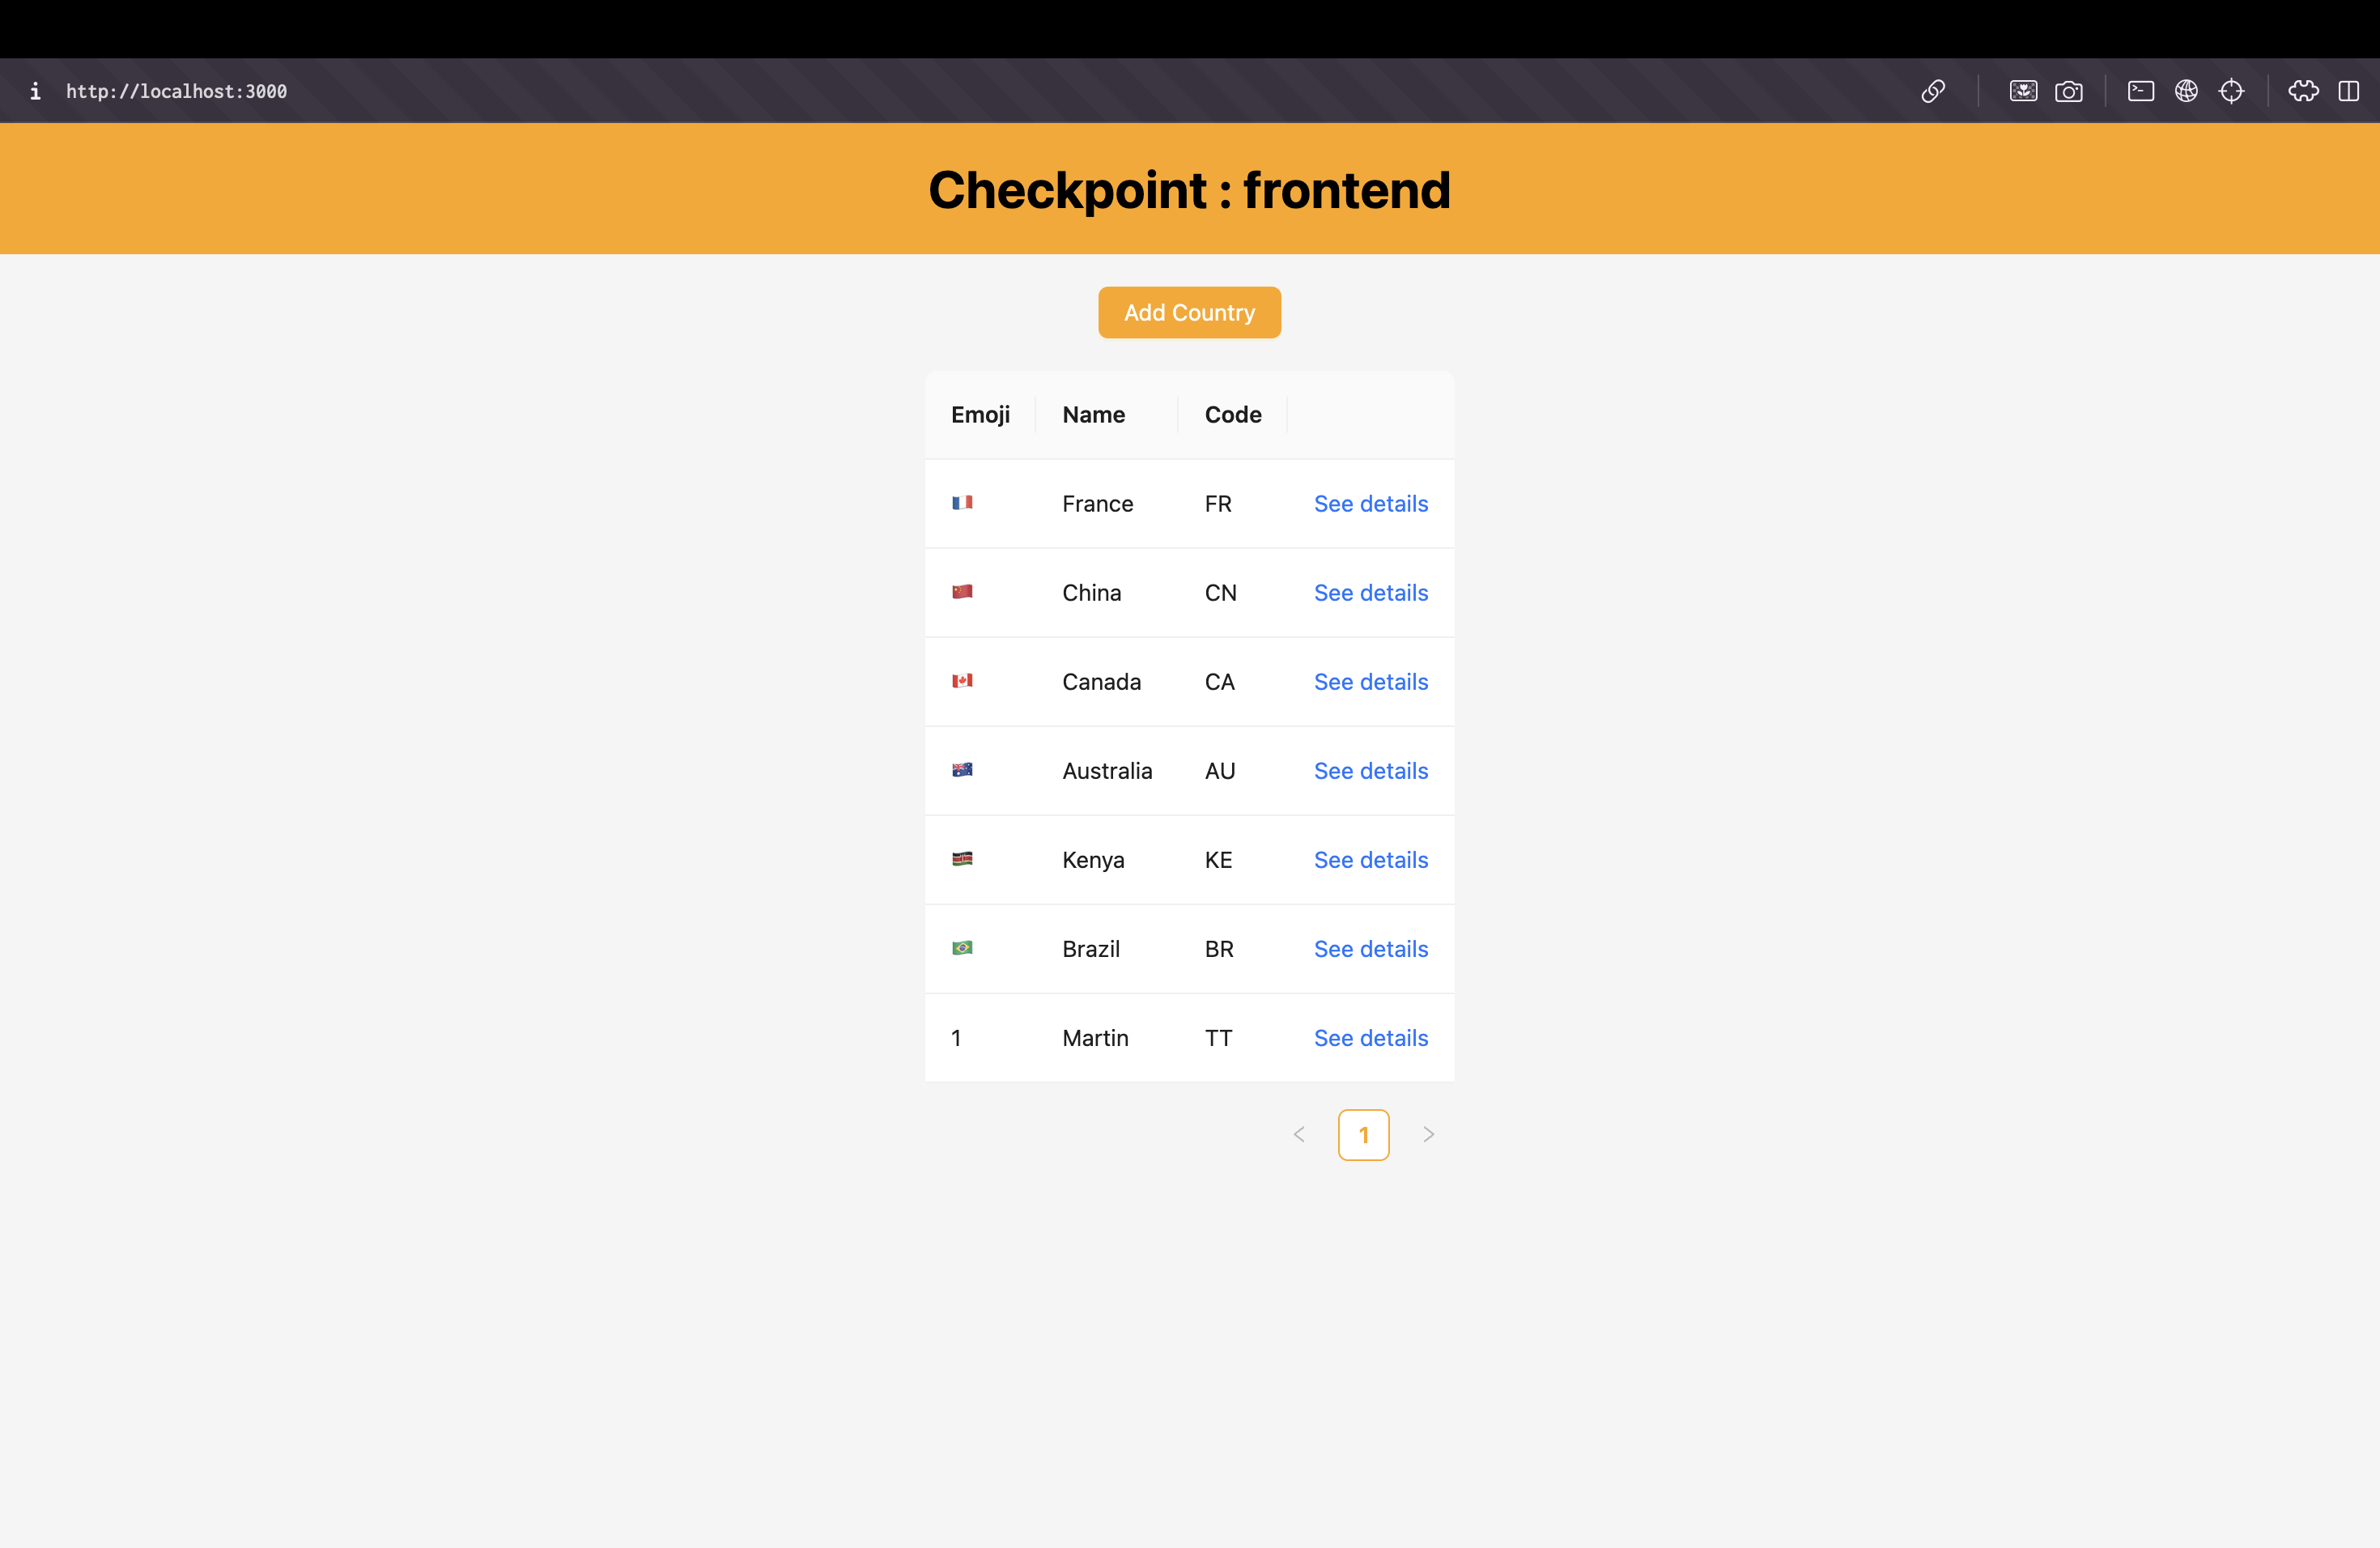 i http://localhost:3000
Checkpoint : frontend
Add Country
Emoji Name Code
🇫🇷 France FR See details
🇨🇳 China CN See details
🇨🇦 Canada CA See details
🇦🇺 Australia AU See details
🇰🇪 Kenya KE See details
🇧🇷 Brazil BR See details
1 Martin TT See details
< 1 >